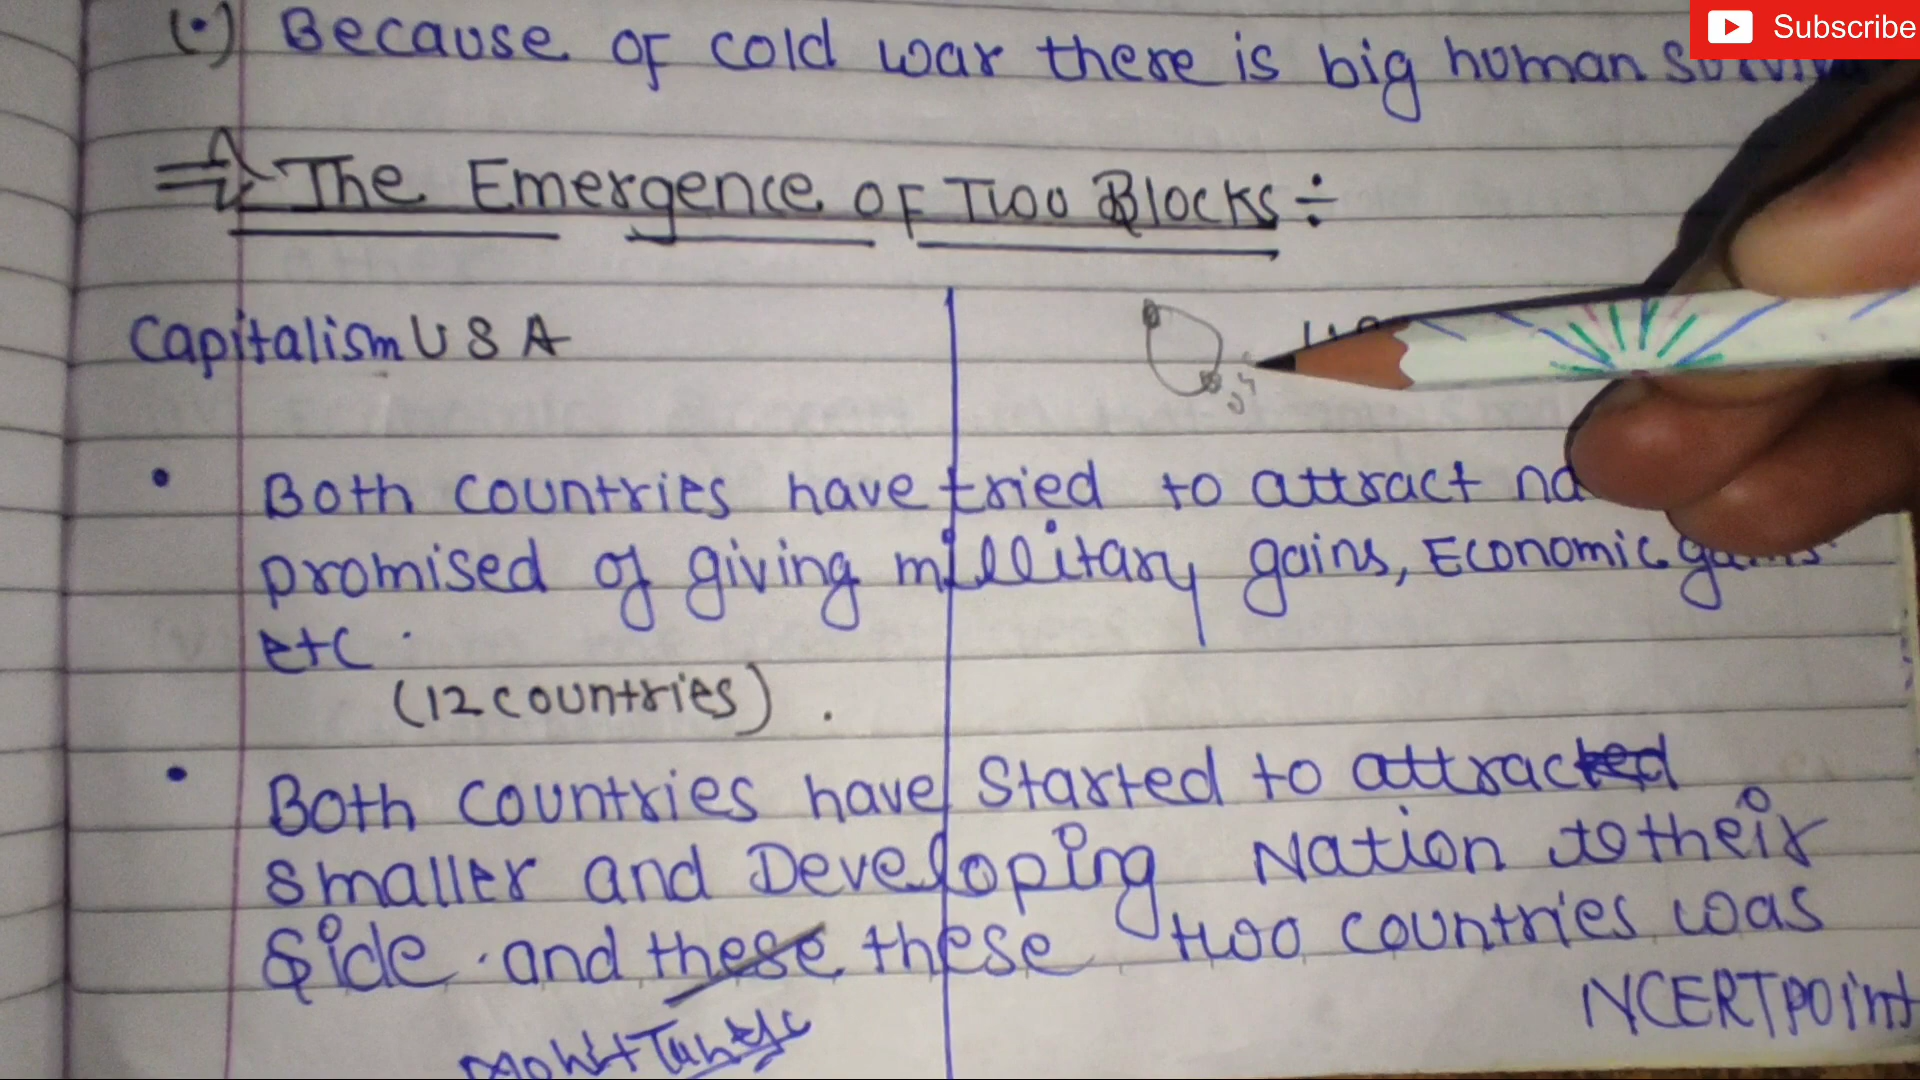 Subscribe
(•) Because of cold war there is big human
⇒ The Emergence of Two Blocks ÷
Capitalism USA
• Both countries have tried to attract
promised of giving millitary gains, Economic gains
etc .
(12 countries) .
• Both countries have started to attracted
smaller and Developing Nation to their
side . and these these two countries was
NCERTpoint